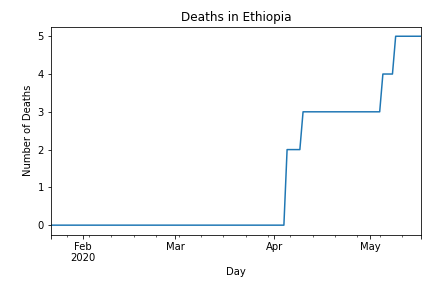 Deaths in Ethiopia
5
4
3
2
1
0
Number of Deaths
Feb
2020
Mar
Apr
May
Day